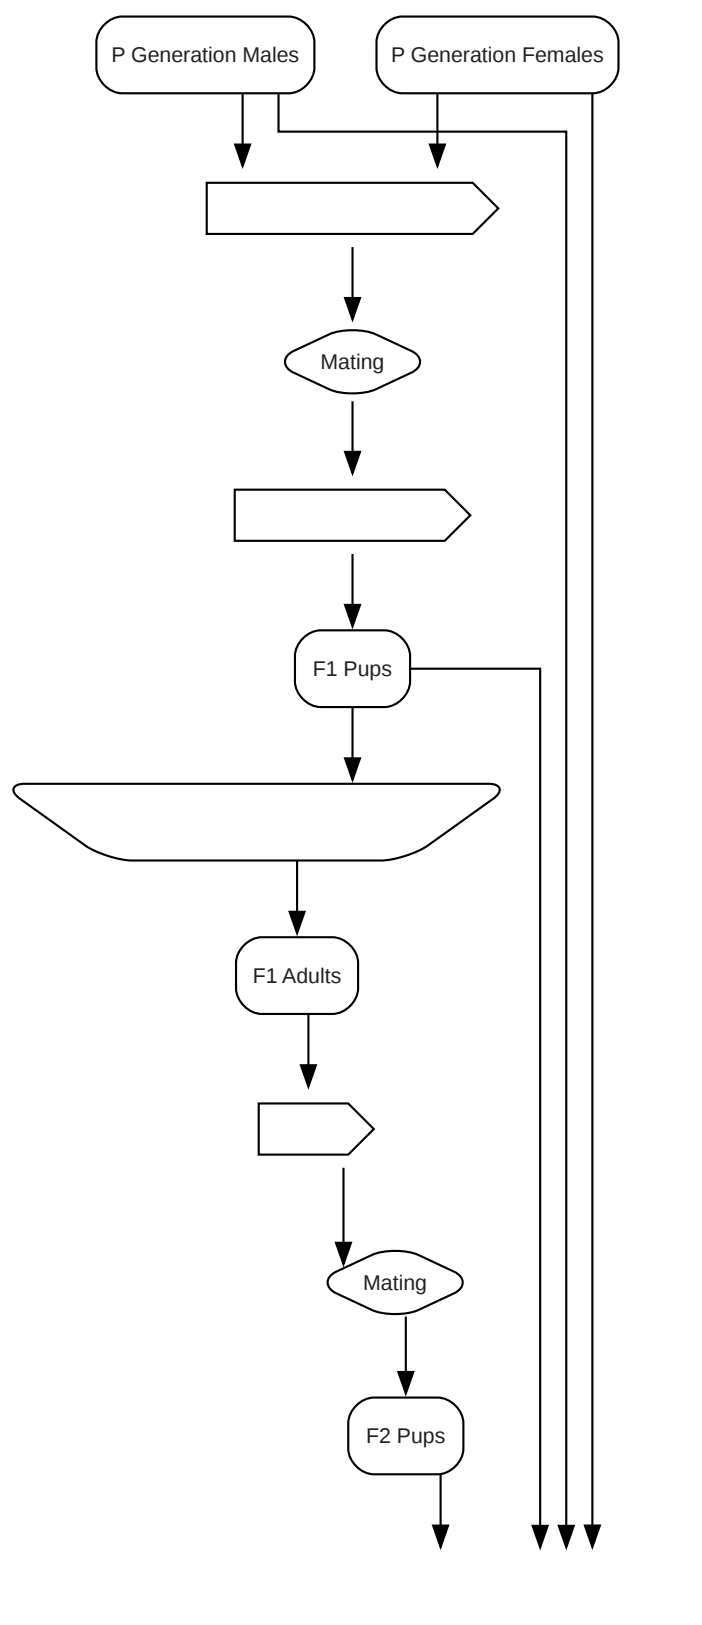 P Generation Males
P Generation Females
Mating
F1 Pups
F1 Adults
Mating
F2 Pups